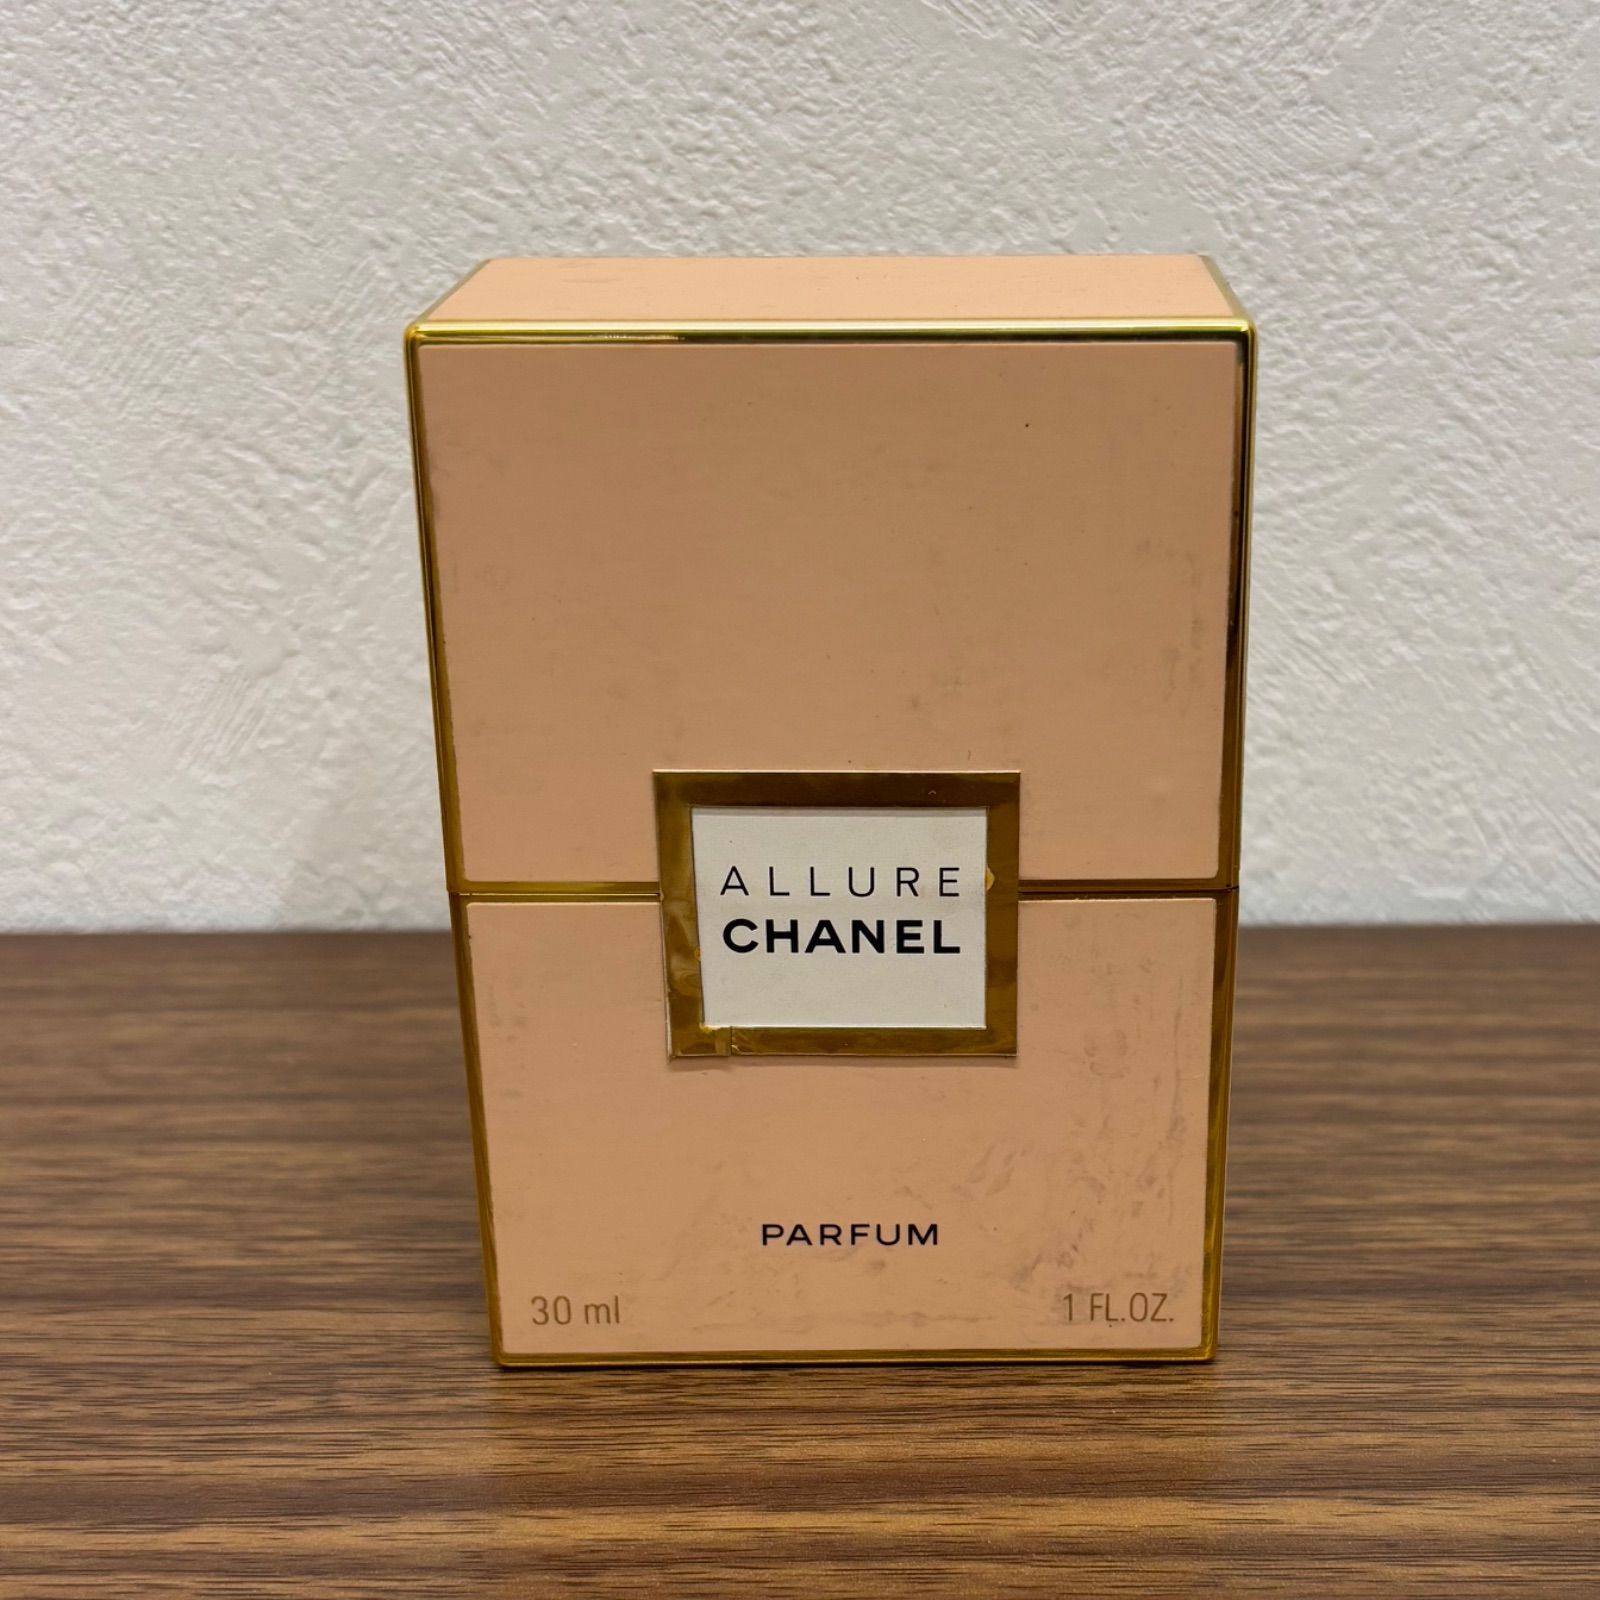 ALLURE
CHANEL
PARFUM
30 ml
1 FL.OZ.